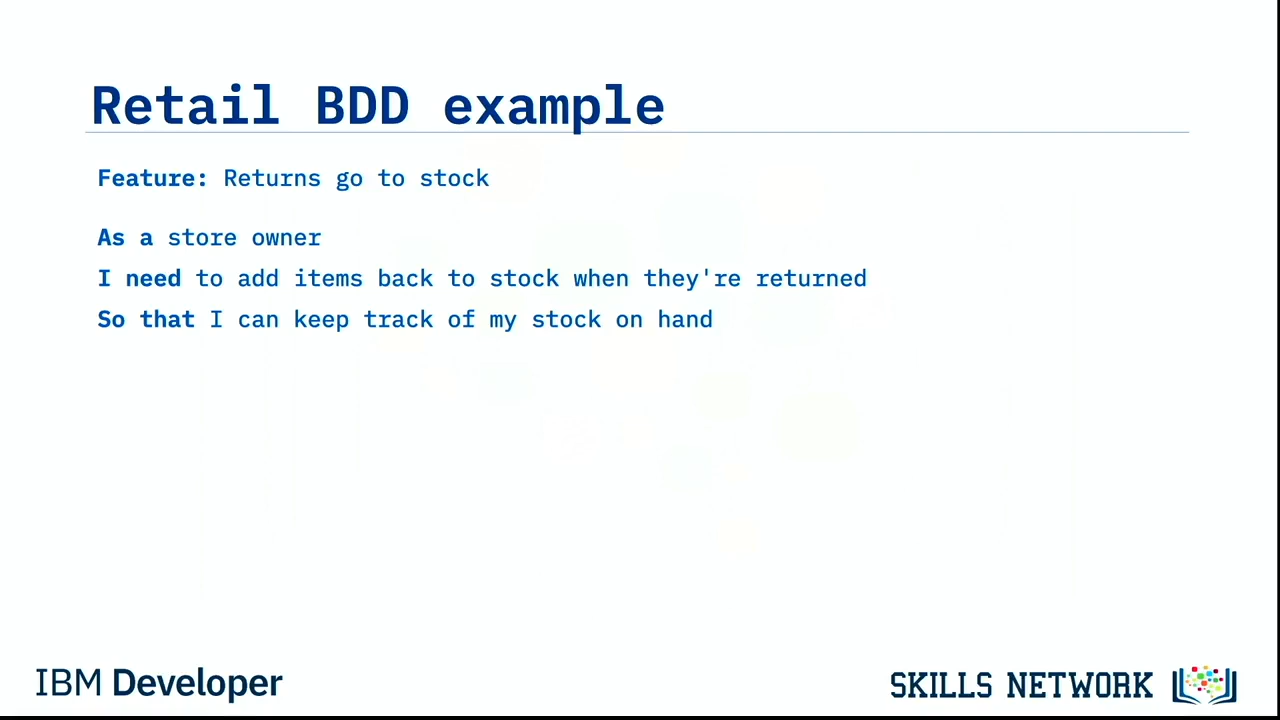 Retail BDD example
Feature: Returns go to stock
As a store owner
I need to add items back to stock when they're returned
So that I can keep track of my stock on hand
IBM Developer
SKILLS NETWORK